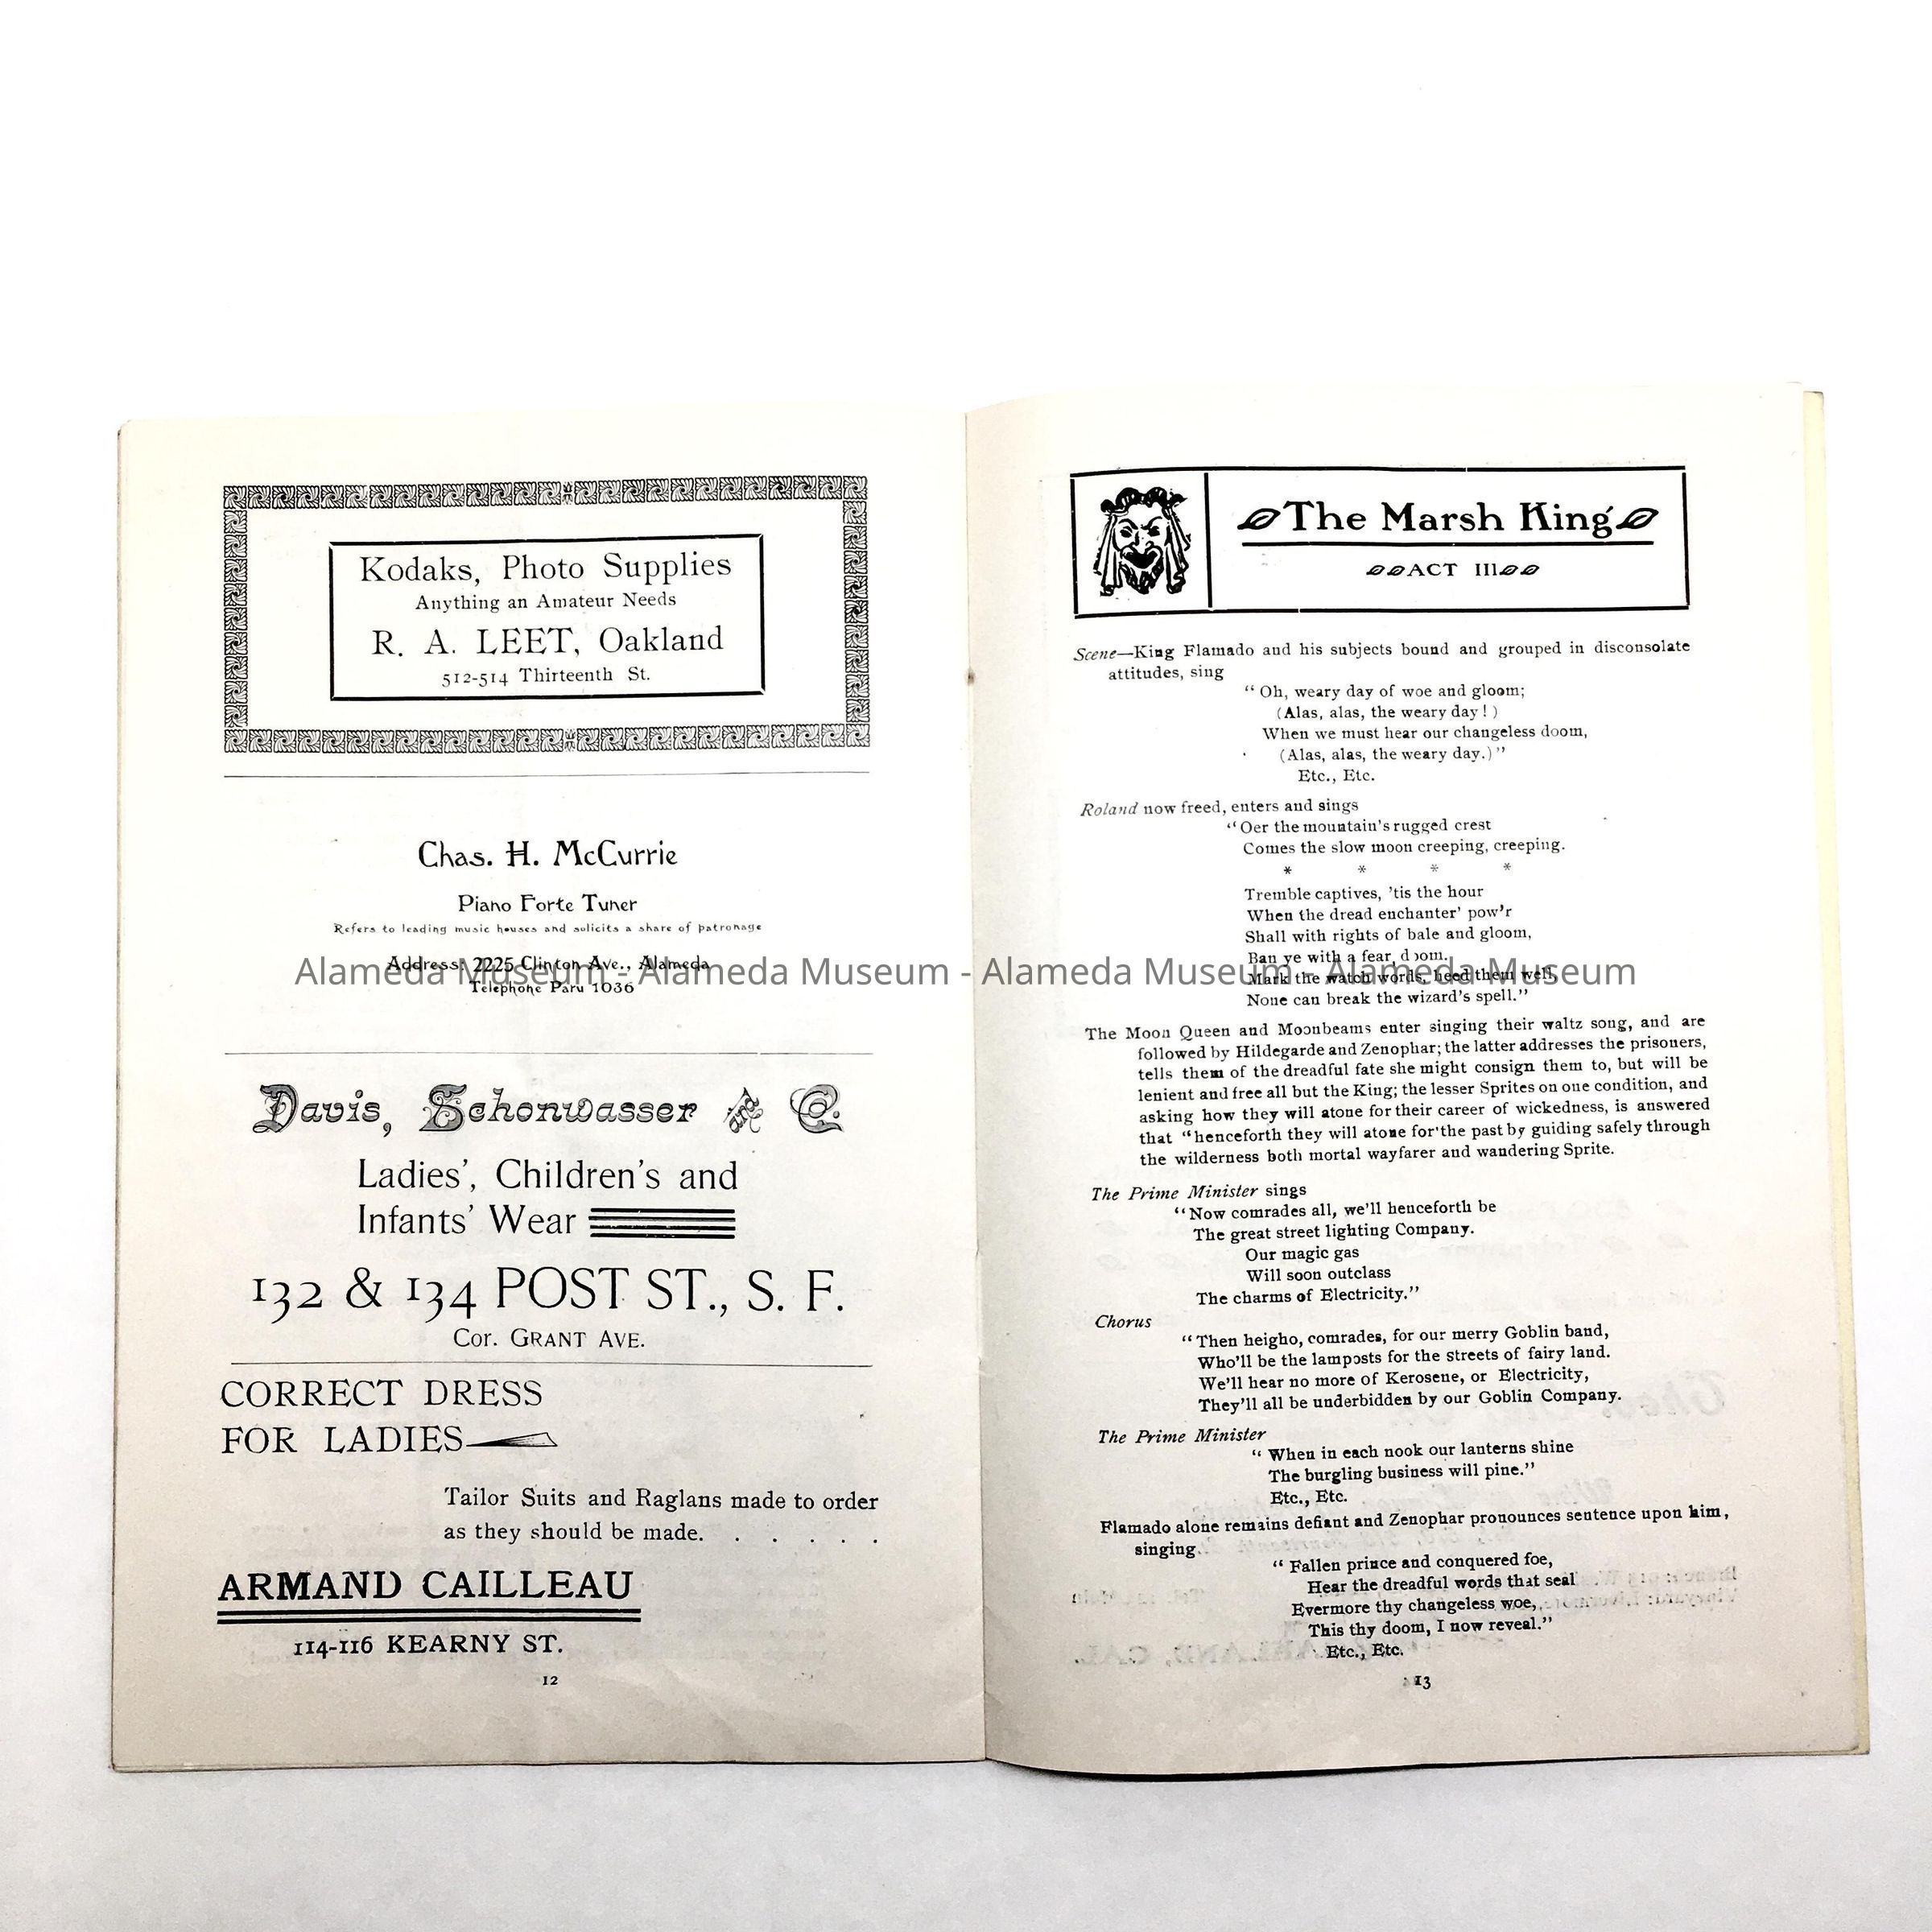 Kodaks, Photo Supplies
Anything an Amateur Needs
R. A. LEET, Oakland
512-514 Thirteenth St.
Chas. H. McCurrie
Piano Forte Tuner
Refers to leading music houses and solicits a share of patronage
Address: 2225 Clinton Ave., Alameda
Telephone Paru 1036
Davis, Schonwasser and Co.
Ladies', Children's and
Infants' Wear
132 & 134 POST ST., S. F.
Cor. GRANT AVE.
CORRECT DRESS
FOR LADIES
Tailor Suits and Raglans made to order
as they should be made. . . . . .
ARMAND CAILLEAU
114-116 KEARNY ST.
12
The Marsh King
ACT III
Scene—King Flamado and his subjects bound and grouped in disconsolate
attitudes, sing
"Oh, weary day of woe and gloom;
(Alas, alas, the weary day!)
When we must hear our changeless doom,
(Alas, alas, the weary day.)"
Etc., Etc.
Roland now freed, enters and sings
"Oer the mountain's rugged crest
Comes the slow moon creeping, creeping.
* * * *
Tremble captives, 'tis the hour
When the dread enchanter' pow'r
Shall with rights of bale and gloom,
Ban ye with a fear d oom.
Mark the watch words, heed them well,
None can break the wizard's spell."
The Moon Queen and Moonbeams enter singing their waltz song, and are
followed by Hildegarde and Zenophar; the latter addresses the prisoners,
tells them of the dreadful fate she might consign them to, but will be
lenient and free all but the King; the lesser Sprites on one condition, and
asking how they will atone for their career of wickedness, is answered
that "henceforth they will atone for'the past by guiding safely through
the wilderness both mortal wayfarer and wandering Sprite.
The Prime Minister sings
"Now comrades all, we'll henceforth be
The great street lighting Company.
Our magic gas
Will soon outclass
The charms of Electricity."
Chorus
"Then heigho, comrades, for our merry Goblin band,
Who'll be the lamposts for the streets of fairy land.
We'll hear no more of Kerosene, or Electricity,
They'll all be underbidden by our Goblin Company.
The Prime Minister
"When in each nook our lanterns shine
The burgling business will pine."
Etc., Etc.
Flamado alone remains defiant and Zenophar pronounces sentence upon him,
singing.
"Fallen prince and conquered foe,
Hear the dreadful words that seal
Evermore thy changeless woe,
This thy doom, I now reveal."
Etc., Etc.
13
Alameda Museum - Alameda Museum - Alameda Museum - Alameda Museum